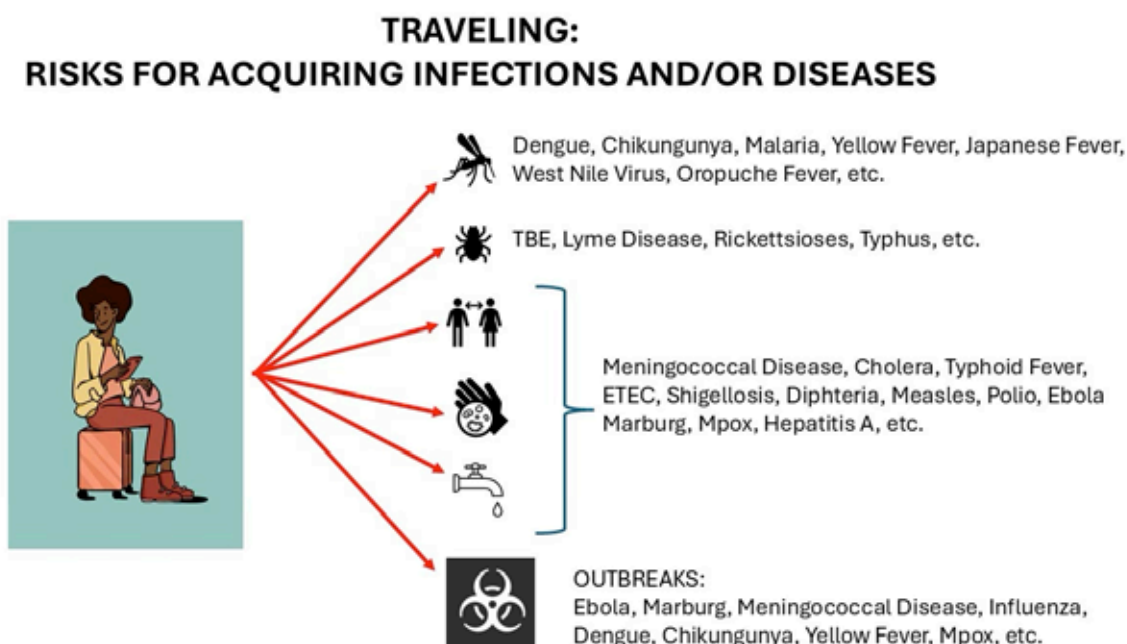 TRAVELING:
RISKS FOR ACQUIRING INFECTIONS AND/OR DISEASES
Dengue, Chikungunya, Malaria, Yellow Fever, Japanese Fever,
West Nile Virus, Oropuche Fever, etc.
TBE, Lyme Disease, Rickettsioses, Typhus, etc.
Meningococcal Disease, Cholera, Typhoid Fever,
ETEC, Shigellosis, Diphteria, Measles, Polio, Ebola
Marburg, Mpox, Hepatitis A, etc.
OUTBREAKS:
Ebola, Marburg, Meningococcal Disease, Influenza,
Dengue, Chikungunya, Yellow Fever, Mpox, etc.